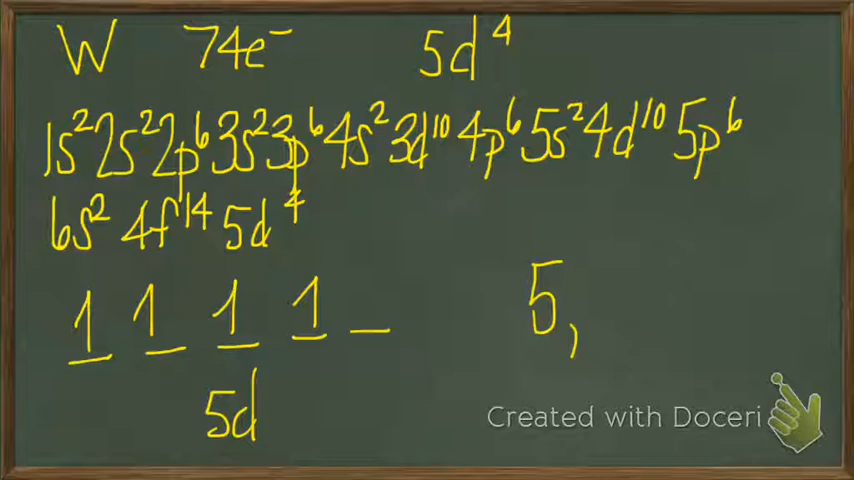 W 74e⁻ 5d⁴
1s²2s²2p⁶3s²3p⁶4s²3d¹⁰4p⁶5s²4d¹⁰5p⁶
6s²4f¹⁴5d⁴
1 1 1 1 _ 5,
5d
Created with Doceri